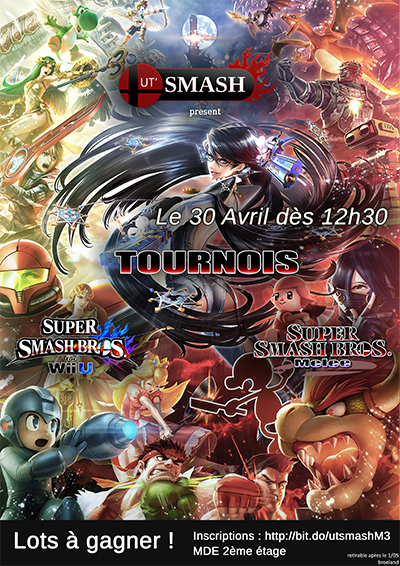 UT' SMASH
present
Le 30 Avril dès 12h30
TOURNOIS
SUPER
SMASH BROS.
for
Wii U
SUPER
SMASH BROS.
Melee
Lots à gagner !
Inscriptions : http://bit.do/utsmashM3
MDE 2ème étage
retirable apres le 1/05
broeland